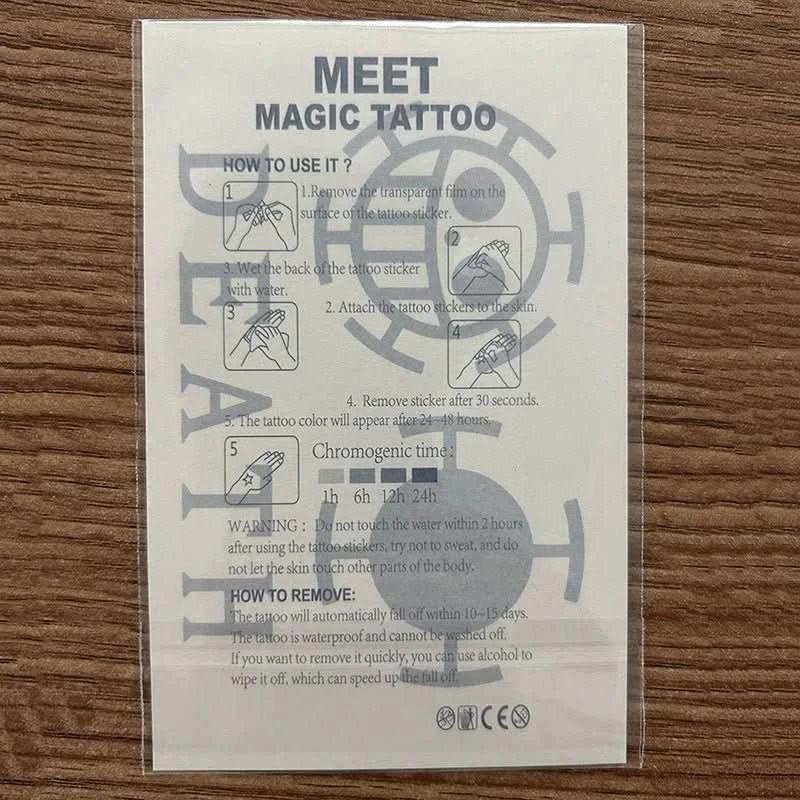 MEET
MAGIC TATTOO
HOW TO USE IT ?
1
1.Remove the transparent film on the
surface of the tattoo sticker.
2
3. Wet the back of the tattoo sticker
with water.
2. Attach the tattoo stickers to the skin.
3
4
4. Remove sticker after 30 seconds.
5. The tattoo color will appear after 24~48 hours.
5
Chromogenic time:
1h 6h 12h 24h
WARNING : Do not touch the water within 2 hours
after using the tattoo stickers, try not to sweat, and do
not let the skin touch other parts of the body.
HOW TO REMOVE:
The tattoo will automatically fall off within 10~15 days.
The tattoo is waterproof and cannot be washed off.
If you want to remove it quickly, you can use alcohol to
wipe it off, which can speed up the fall off.
CE
DEATH